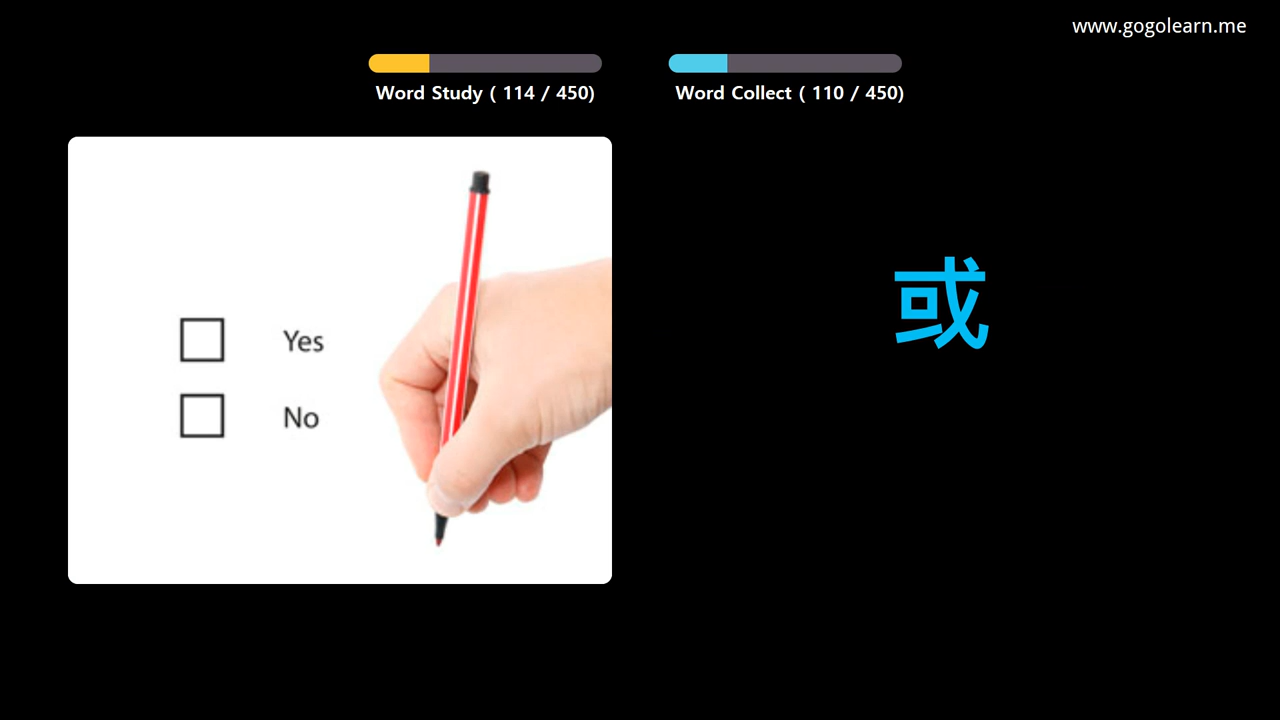 www.gogolearn.me
Word Study ( 114 / 450)
Word Collect ( 110 / 450)
Yes
No
或